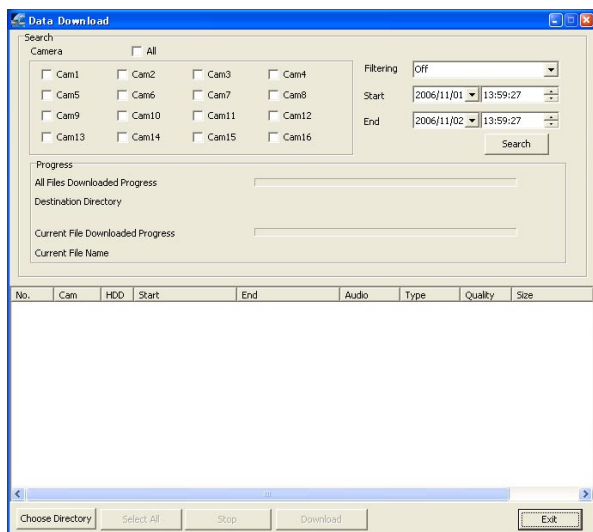 Data Download
Search
Camera All
Cam1 Cam2 Cam3 Cam4
Cam5 Cam6 Cam7 Cam8
Cam9 Cam10 Cam11 Cam12
Cam13 Cam14 Cam15 Cam16
Filtering Off
Start 2006/11/01 13:59:27
End 2006/11/02 13:59:27
Search
Progress
All Files Downloaded Progress
Destination Directory
Current File Downloaded Progress
Current File Name
No. Cam HDD Start End Audio Type Quality Size
Choose Directory Select All Stop Download Exit